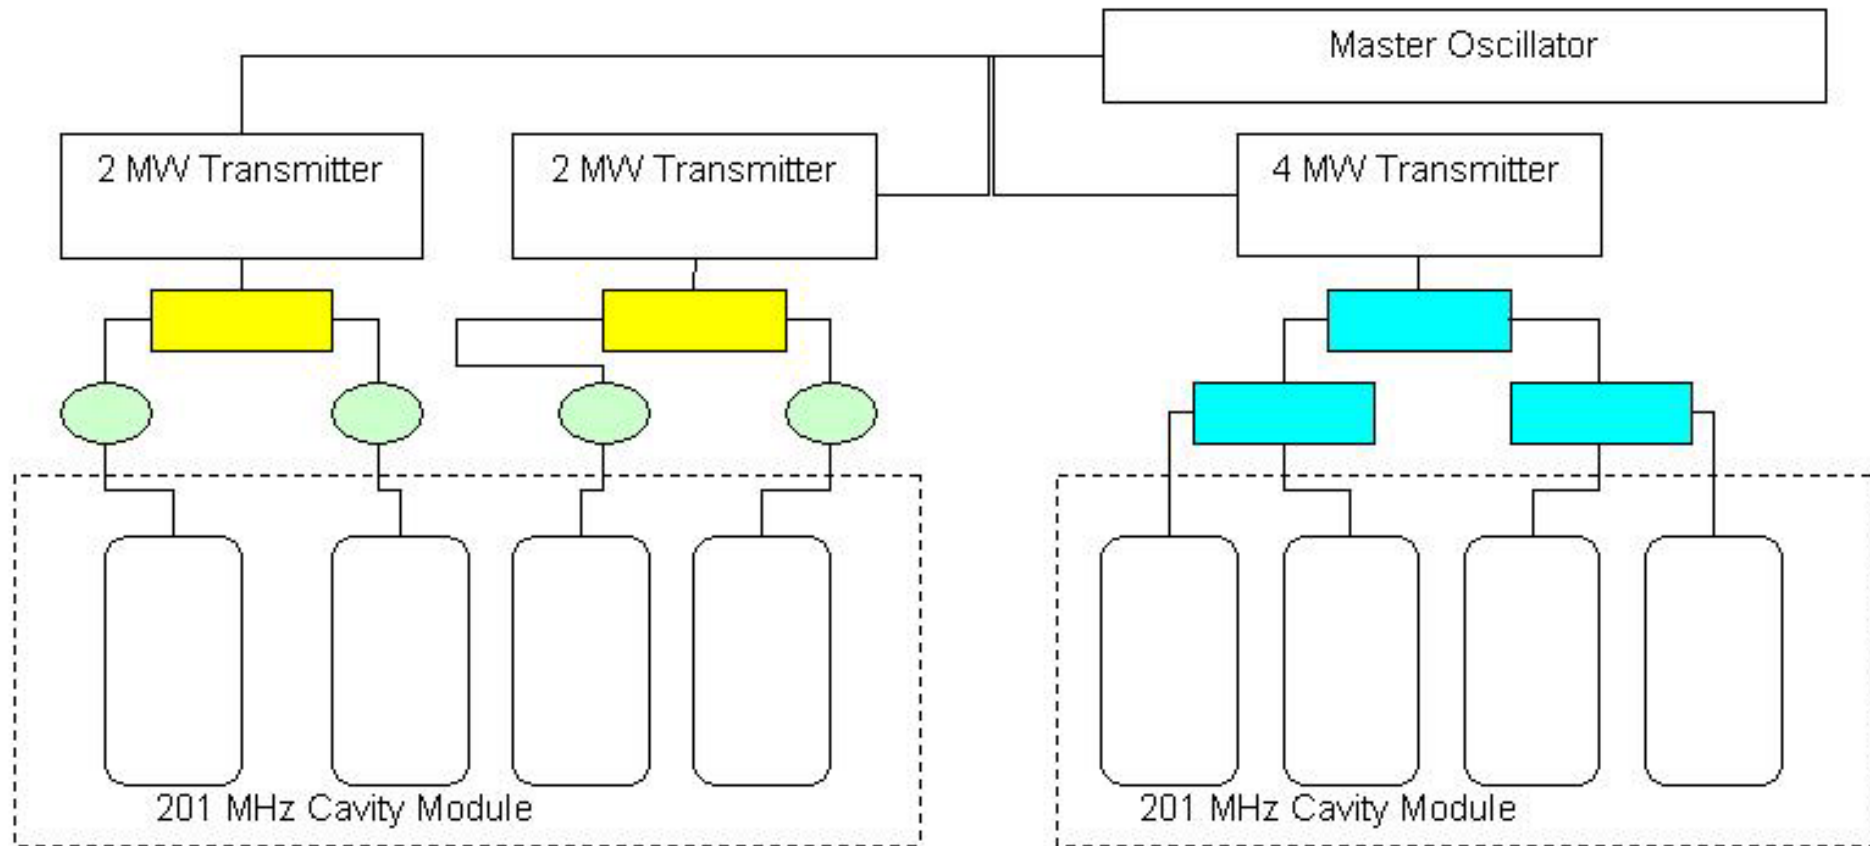 Master Oscillator
2 MW Transmitter
2 MW Transmitter
4 MW Transmitter
201 MHz Cavity Module
201 MHz Cavity Module